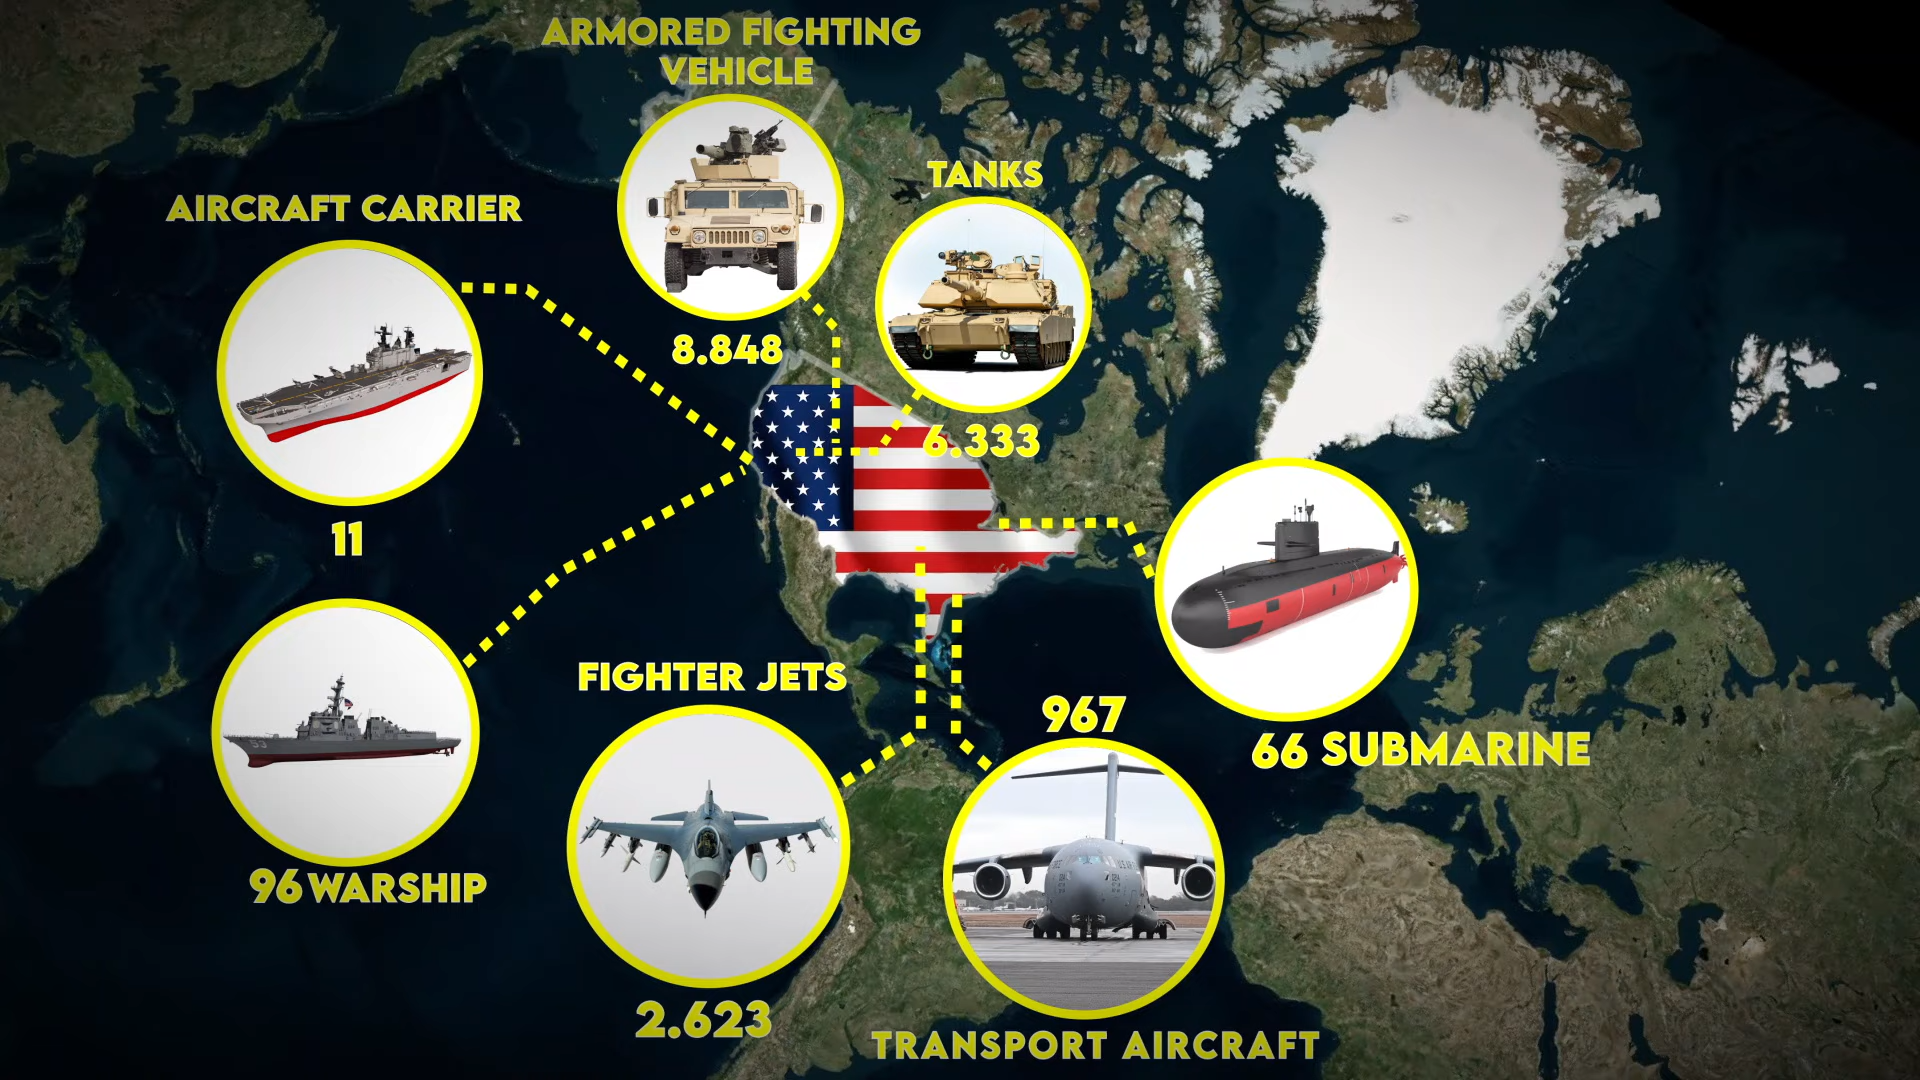 ARMORED FIGHTING
VEHICLE
8.848
TANKS
6.333
AIRCRAFT CARRIER
11
96 WARSHIP
FIGHTER JETS
2.623
967
TRANSPORT AIRCRAFT
66 SUBMARINE